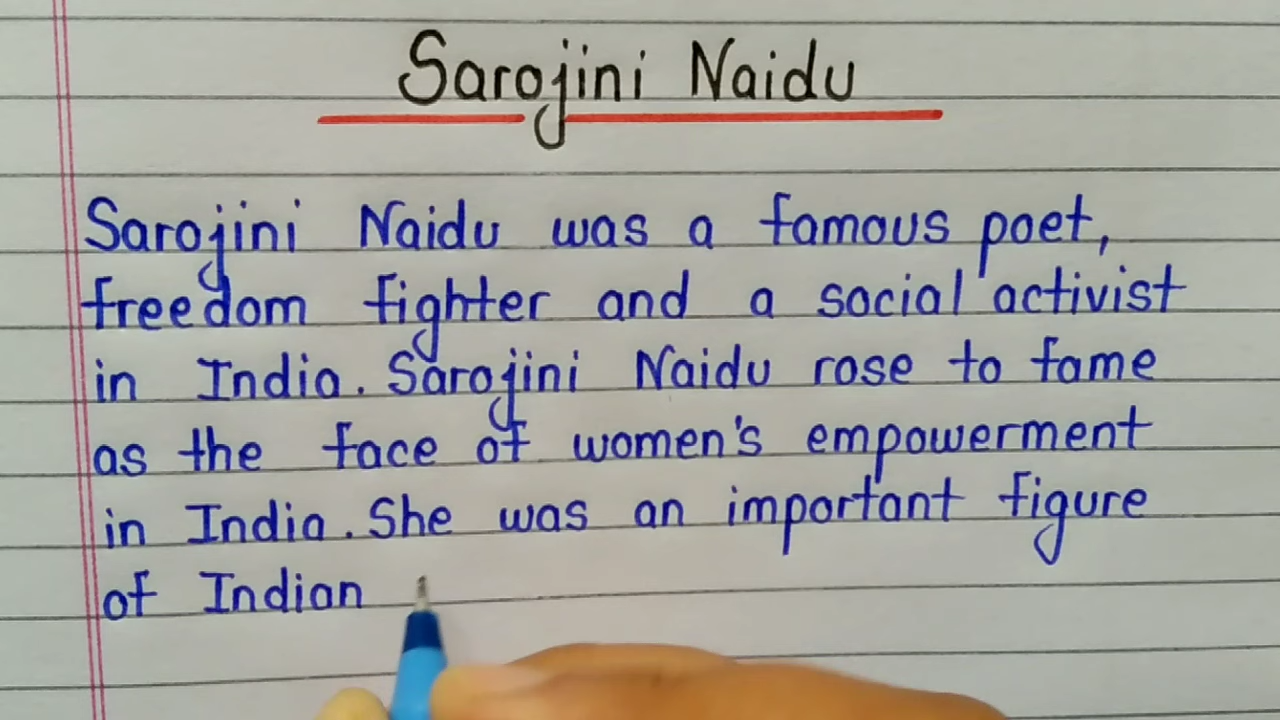 Sarojini Naidu
Sarojini Naidu was a famous poet,
freedom fighter and a social activist
in India. Sarojini Naidu rose to fame
as the face of women's empowerment
in India. She was an important figure
of Indian